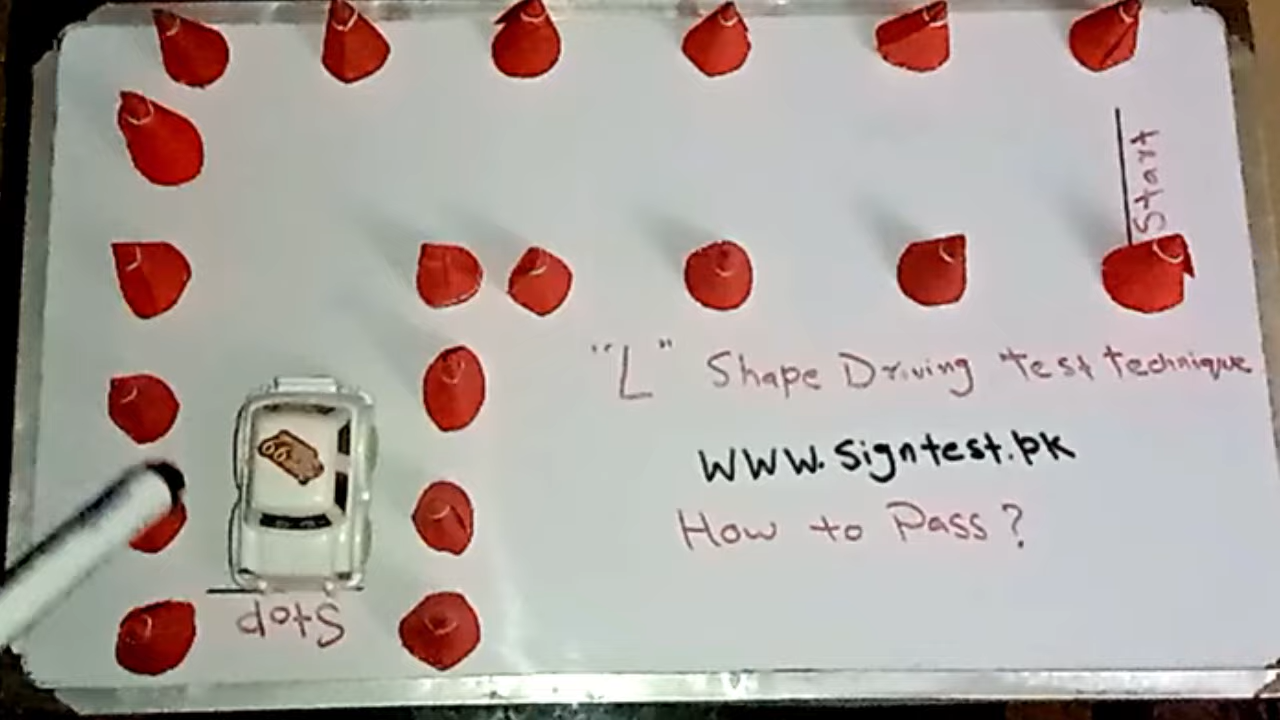 Start
"L" Shape Driving test technique
www.signtest.pk
How to Pass?
Stop